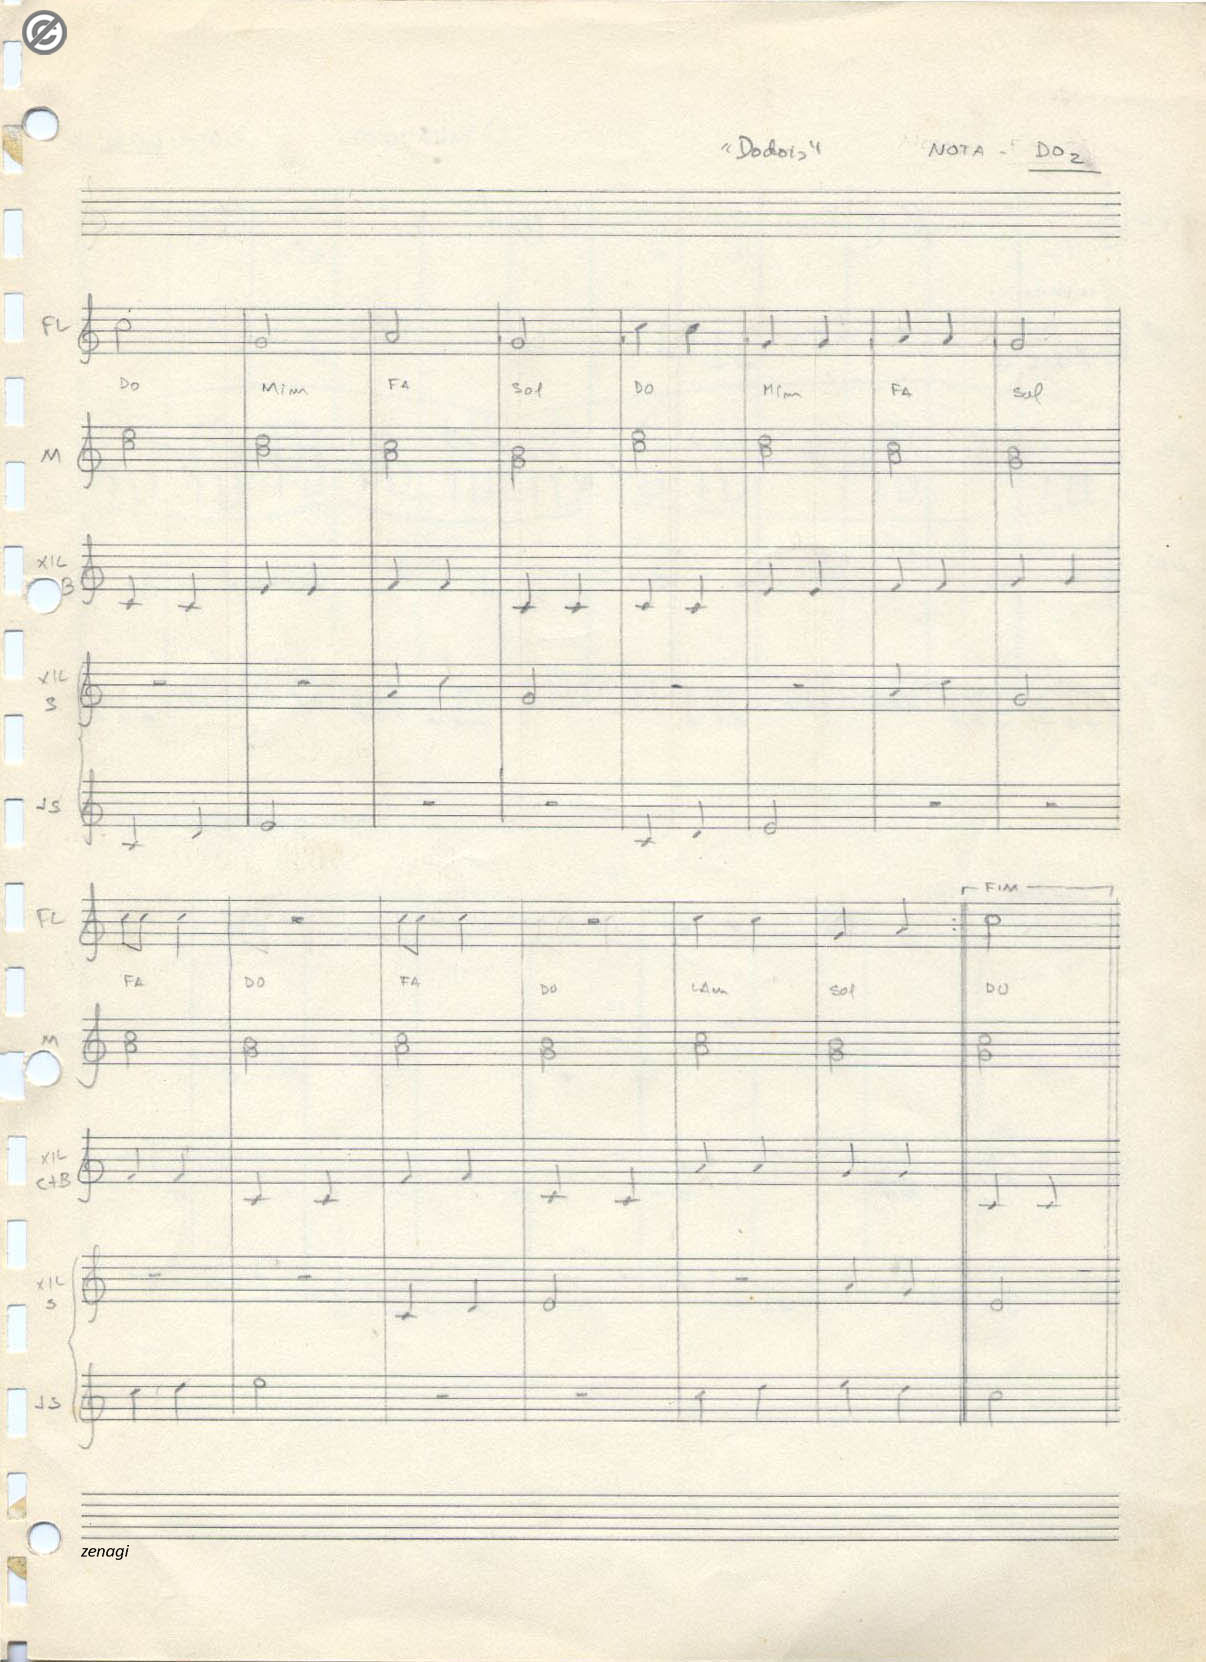 "Dodois" NOTA - DO2
FL
DO MIm FA Sol DO MIm FA Sol
M
XIL
B
XIL
S
JS
FIM
FL
FA DO FA DO LAm Sol DO
M
XIL
C+B
XIL
S
JS
zenagi